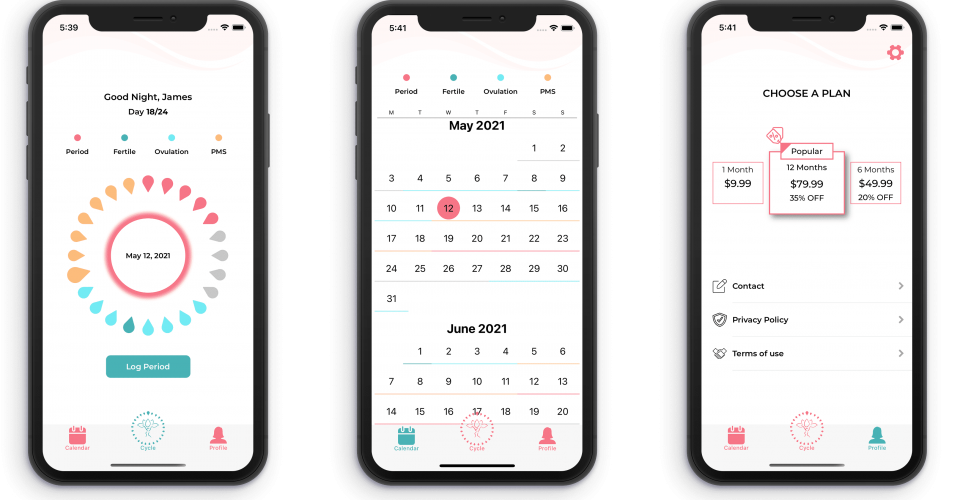 5:39
Good Night, James
Day 18/24
Period Fertile Ovulation PMS
May 12, 2021
Log Period
Calendar Cycle Profile
5:41
Period Fertile Ovulation PMS
M T W T F S S
May 2021
1 2
3 4 5 6 7 8 9
10 11 12 13 14 15 16
17 18 19 20 21 22 23
24 25 26 27 28 29 30
31
June 2021
1 2 3 4 5 6
7 8 9 10 11 12 13
14 15 16 17 18 19 20
Calendar Cycle Profile
5:41
CHOOSE A PLAN
Popular
1 Month 12 Months 6 Months
$9.99 $79.99 $49.99
35% OFF 20% OFF
Contact
Privacy Policy
Terms of use
Calendar Cycle Profile